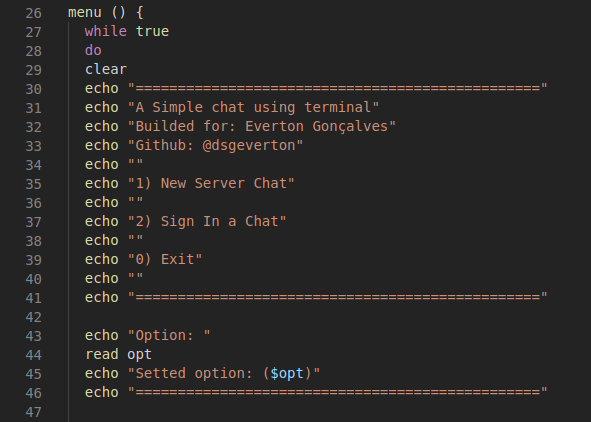 26 menu () {
27 while true
28 do
29 clear
30 echo "================================================"
31 echo "A Simple chat using terminal"
32 echo "Builded for: Everton Gonçalves"
33 echo "Github: @dsgeverton"
34 echo ""
35 echo "1) New Server Chat"
36 echo ""
37 echo "2) Sign In a Chat"
38 echo ""
39 echo "0) Exit"
40 echo ""
41 echo "================================================"
42
43 echo "Option: "
44 read opt
45 echo "Setted option: ($opt)"
46 echo "================================================"
47